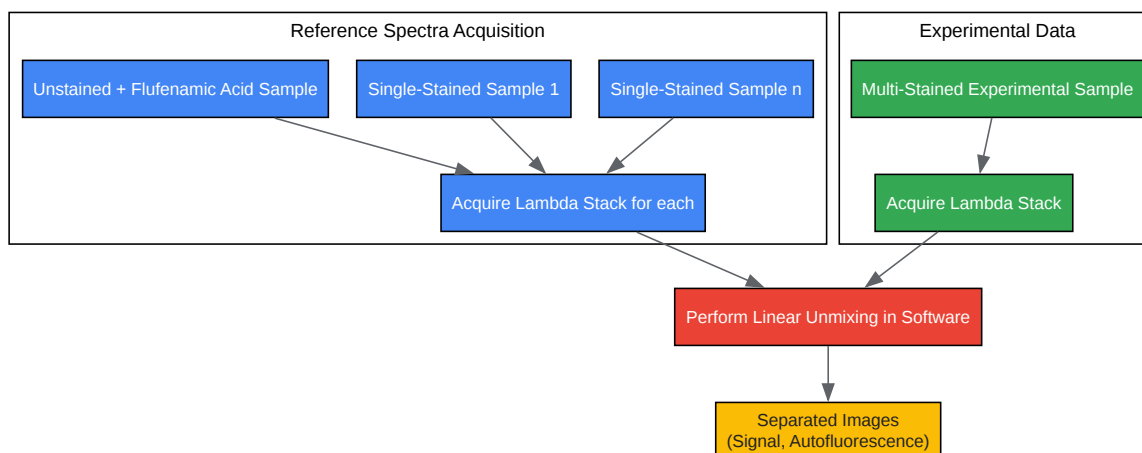 Reference Spectra Acquisition
Experimental Data
Unstained + Flufenamic Acid Sample
Single-Stained Sample 1
Single-Stained Sample n
Multi-Stained Experimental Sample
Acquire Lambda Stack for each
Acquire Lambda Stack
Perform Linear Unmixing in Software
Separated Images
(Signal, Autofluorescence)